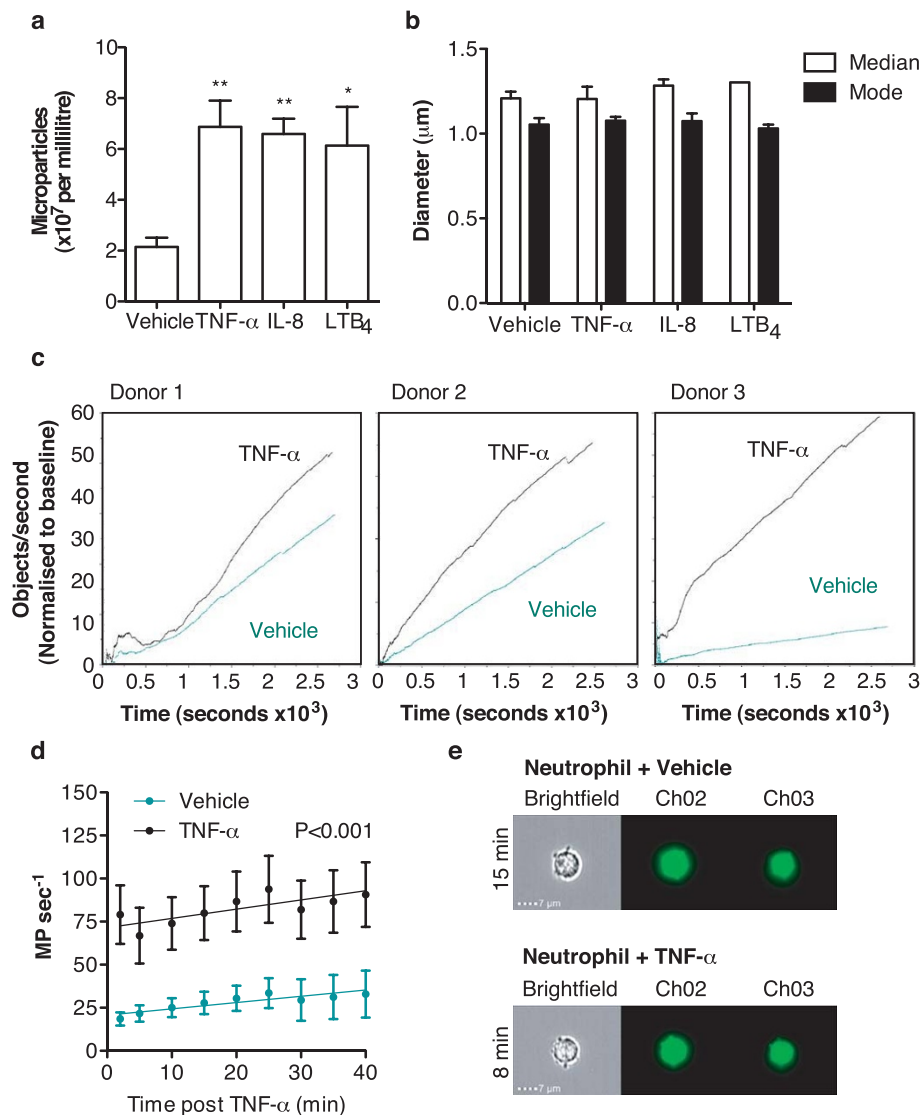 a
Microparticles
(x10⁷ per millilitre)
10
8
6
4
2
0
**
**
*
Vehicle TNF-α IL-8 LTB₄
b
Diameter (μm)
1.5
1.0
0.5
0.0
Median
Mode
Vehicle TNF-α IL-8 LTB₄
c
Objects/second
(Normalised to baseline)
Donor 1 Donor 2 Donor 3
60
50
40
30
20
10
0
TNF-α
Vehicle
TNF-α
Vehicle
TNF-α
Vehicle
0 0.5 1 1.5 2 2.5 3
0 0.5 1 1.5 2 2.5 3
0 0.5 1 1.5 2 2.5 3
Time (seconds x10³) Time (seconds x10³) Time (seconds x10³)
d
MP sec⁻¹
150
125
100
75
50
25
0
Vehicle
TNF-α
P<0.001
0 10 20 30 40
Time post TNF-α (min)
e
Neutrophil + Vehicle
Brightfield Ch02 Ch03
15 min
7 μm
Neutrophil + TNF-α
Brightfield Ch02 Ch03
8 min
7 μm